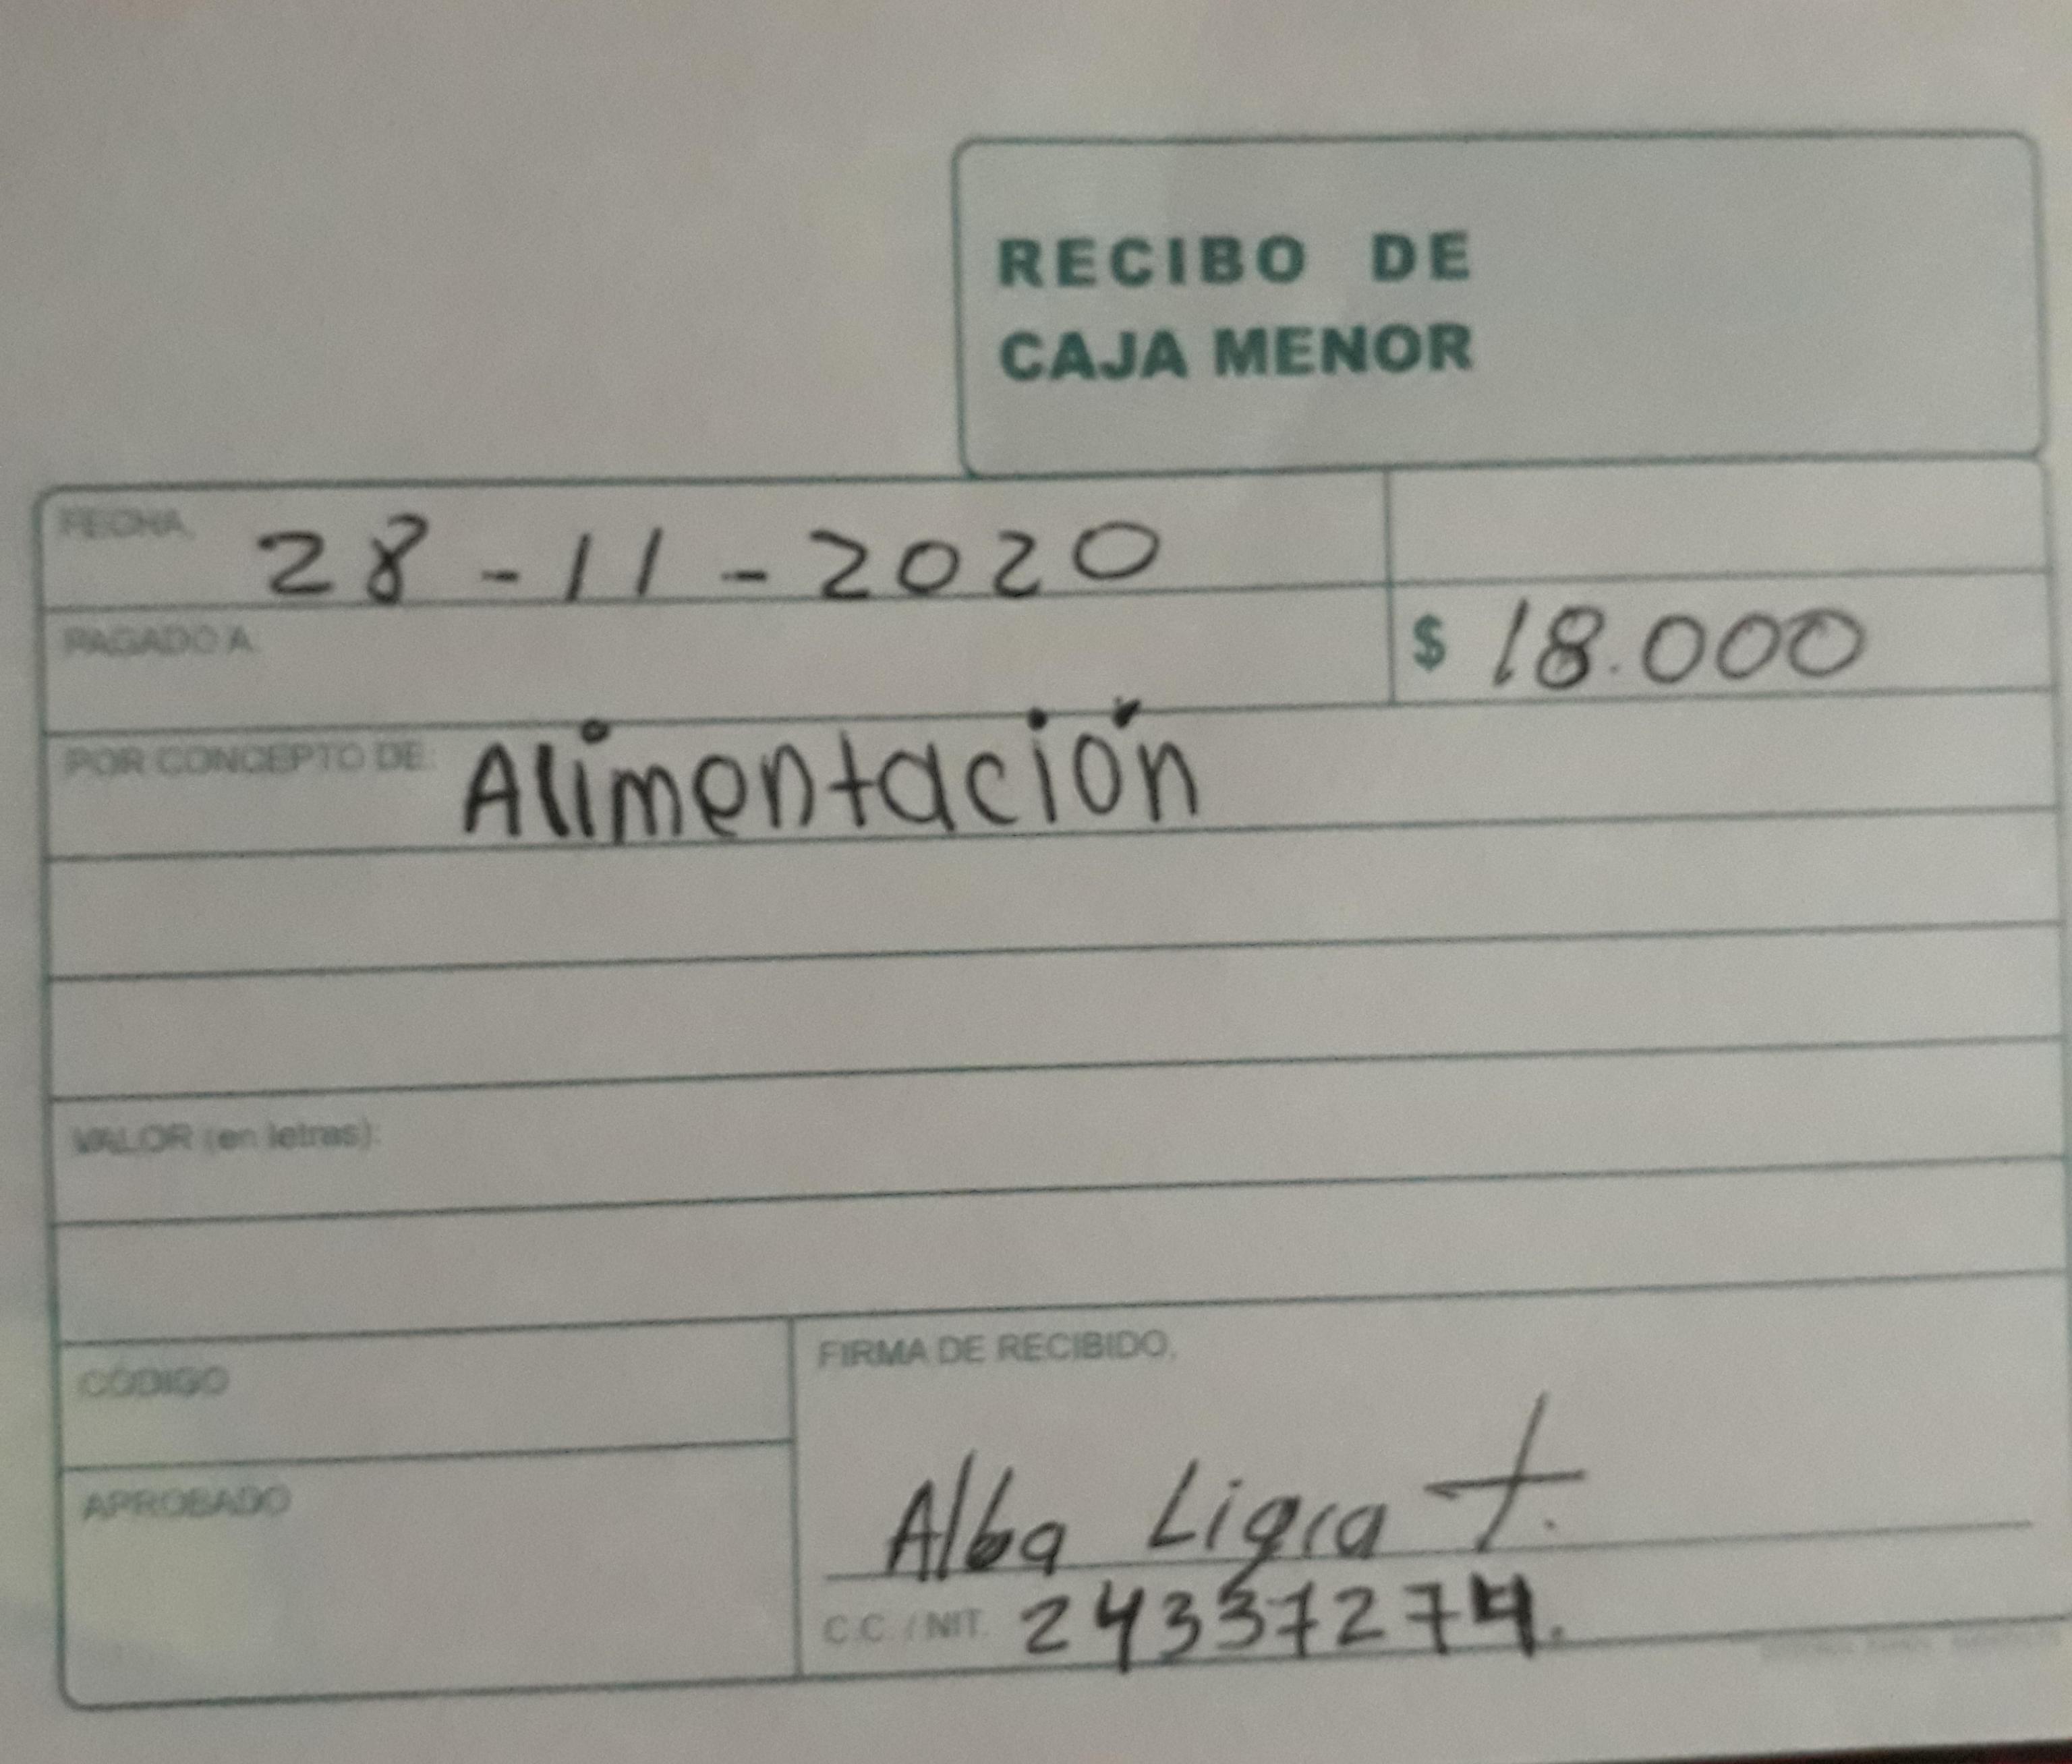 RECIBO DE
CAJA MENOR
FECHA. 28-11-2020
PAGADO A: $ 18.000
POR CONCEPTO DE: Alimentación
VALOR (en letras):
CÓDIGO
FIRMA DE RECIBIDO.
APROBADO
Alba Ligia T.
C.C. / NIT. 24337274.